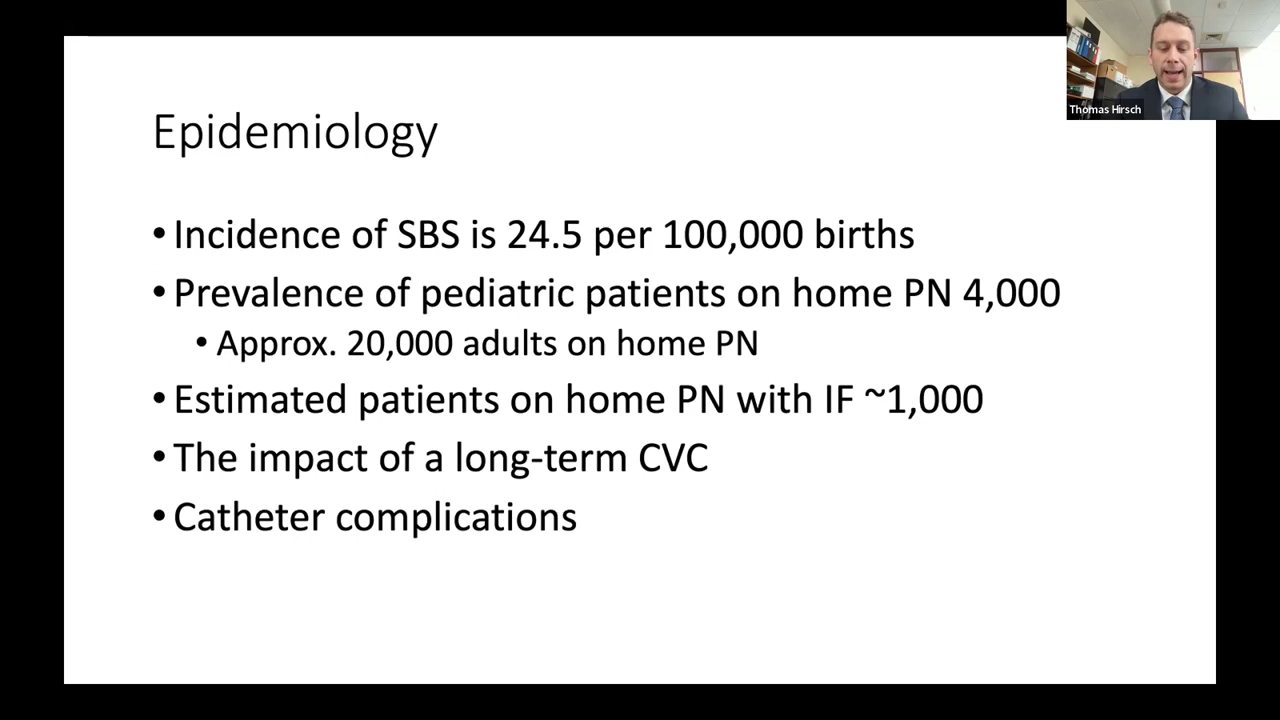 Thomas Hirsch
Epidemiology
• Incidence of SBS is 24.5 per 100,000 births
• Prevalence of pediatric patients on home PN 4,000
• Approx. 20,000 adults on home PN
• Estimated patients on home PN with IF ~1,000
• The impact of a long-term CVC
• Catheter complications